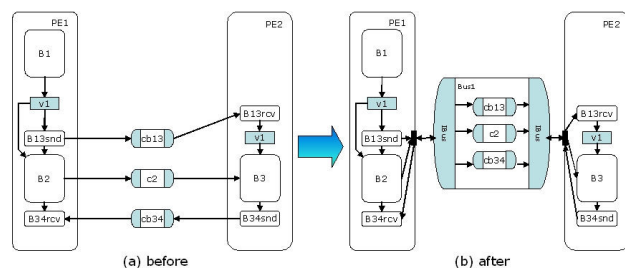 PE1
B1
v1
B13snd
B2
B34rcv
cb13
c2
cb34
PE2
B13rcv
v1
B3
B34snd
(a) before
PE1
B1
v1
B13snd
B2
B34rcv
Bus1
IBus
cb13
c2
cb34
IBus
PE2
B13rcv
v1
B3
B34snd
(b) after